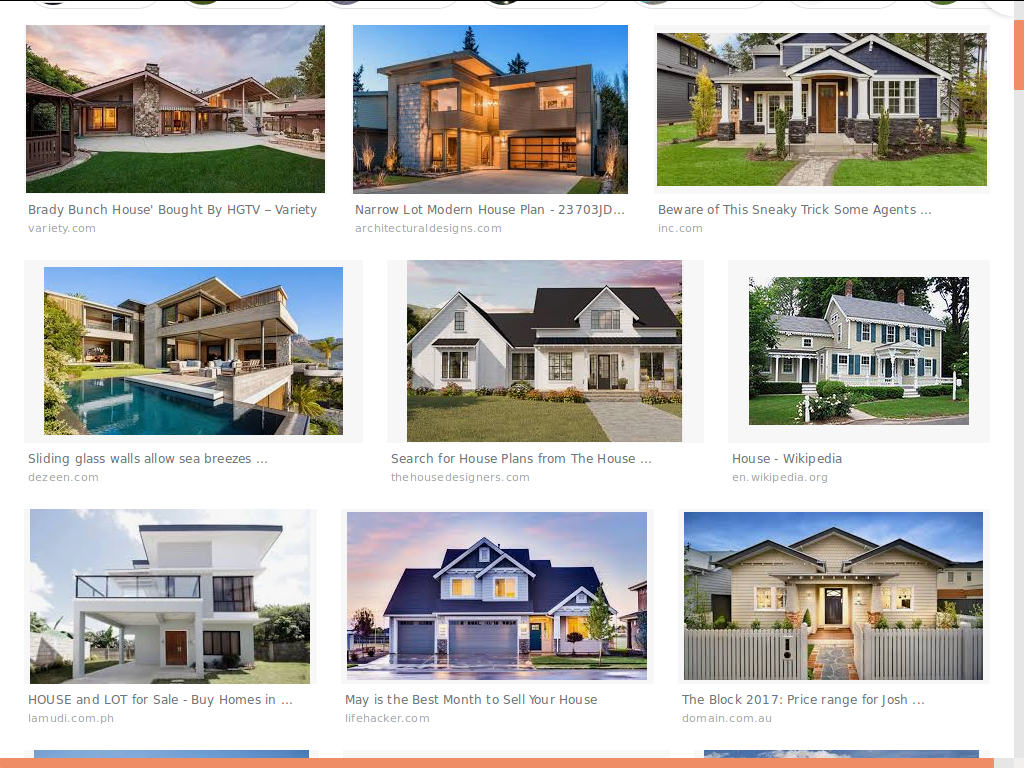 Brady Bunch House' Bought By HGTV – Variety
variety.com
Narrow Lot Modern House Plan - 23703JD...
architecturaldesigns.com
Beware of This Sneaky Trick Some Agents ...
inc.com
Sliding glass walls allow sea breezes ...
dezeen.com
Search for House Plans from The House ...
thehousedesigners.com
House - Wikipedia
en.wikipedia.org
HOUSE and LOT for Sale - Buy Homes in ...
lamudi.com.ph
May is the Best Month to Sell Your House
lifehacker.com
The Block 2017: Price range for Josh ...
domain.com.au